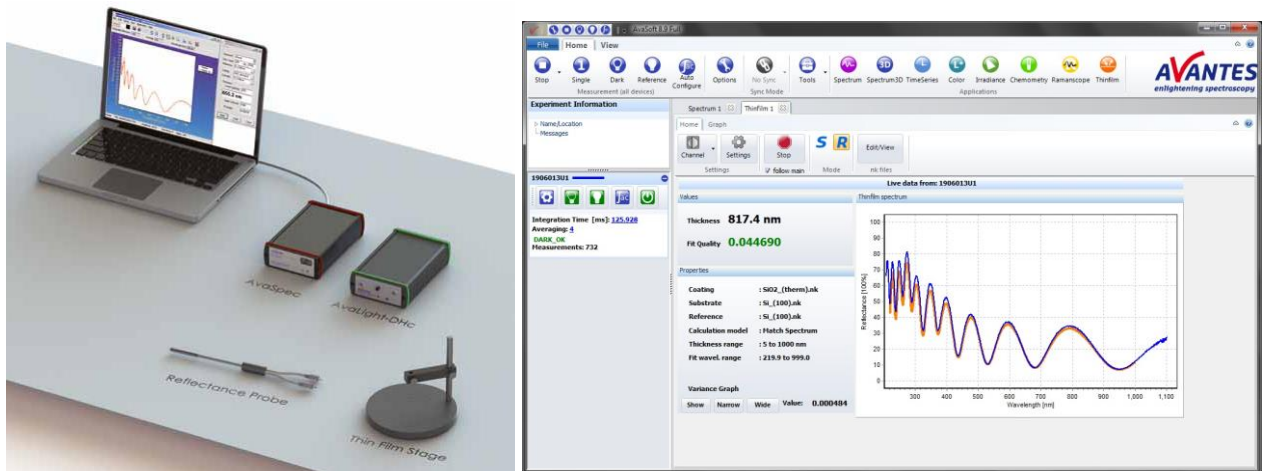 AvaSpec
AvaLight-DHc
Reflectance Probe
Thin Film Stage
AvaSoft 8.0 Full
File Home View
Stop Single Dark Reference Auto Configure Options No Sync Tools Spectrum Spectrum3D TimeSeries Color Irradiance Chemometry Ramanscope Thinfilm
Measurement (all devices) Sync Mode Applications
AVANTES
enlightening spectroscopy
Experiment Information
Name/Location
Messages
1906013U1
Integration Time [ms]: 125.928
Averaging: 4
DARK_OK
Measurements: 732
Spectrum 1 Thinfilm 1
Home Graph
Channel Settings Stop S R Edit/View
Settings follow main Mode nk files
Live data from: 1906013U1
Values
Thickness 817.4 nm
Fit Quality 0.044690
Properties
Coating : SiO2_(therm).nk
Substrate : Si_(100).nk
Reference : Si_(100).nk
Calculation model : Match Spectrum
Thickness range : 5 to 1000 nm
Fit wavel. range : 219.9 to 999.0
Variance Graph
Show Narrow Wide Value: 0.000484
Thinfilm spectrum
Reflectance [100%]
100
90
80
70
60
50
40
30
20
10
0
300 400 500 600 700 800 900 1,000 1,100
Wavelength [nm]